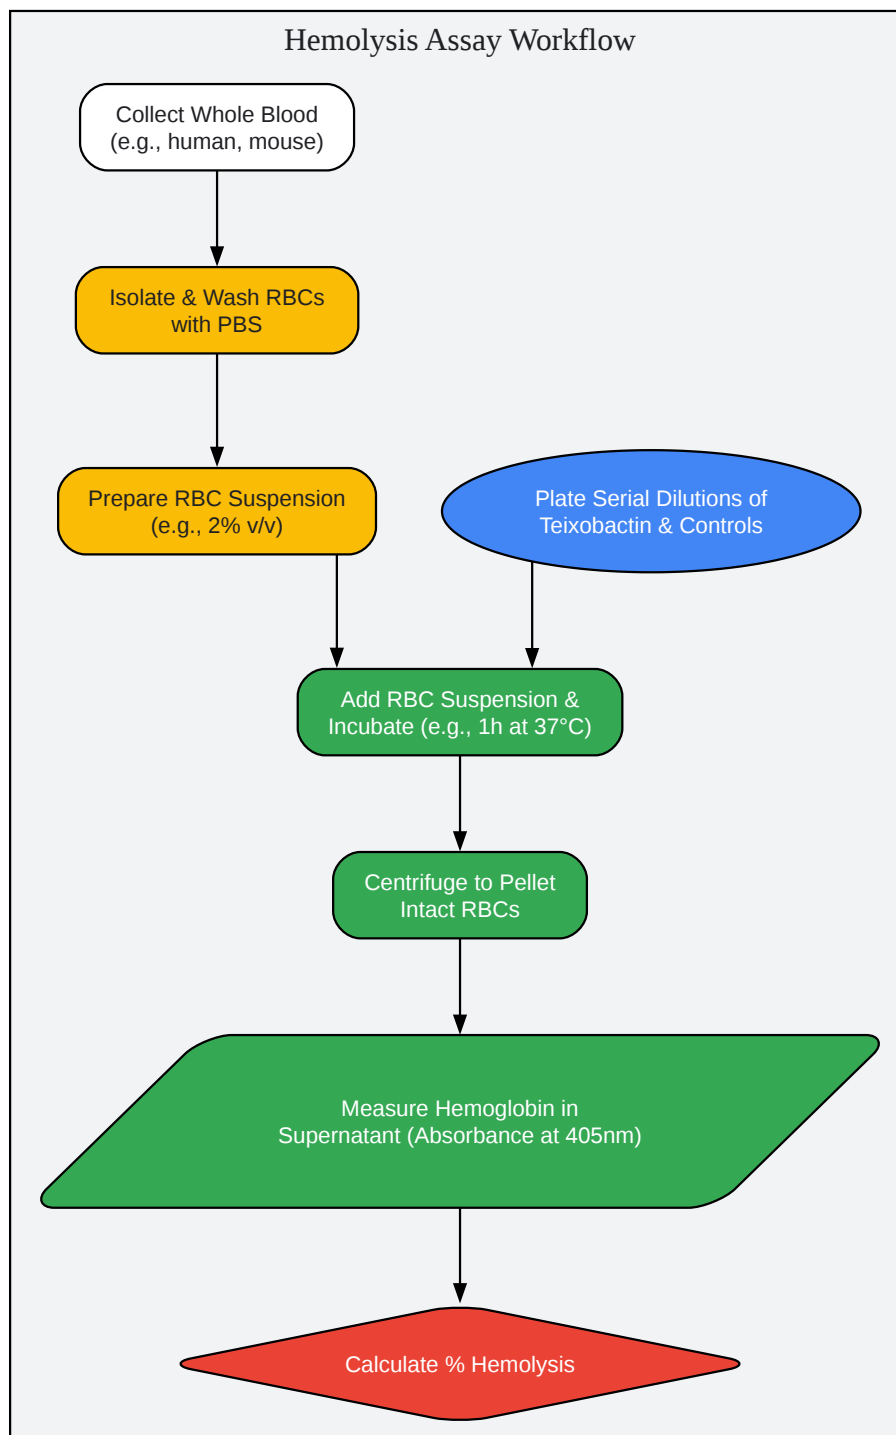 Hemolysis Assay Workflow
Collect Whole Blood
(e.g., human, mouse)
Isolate & Wash RBCs
with PBS
Prepare RBC Suspension
(e.g., 2% v/v)
Plate Serial Dilutions of
Teixobactin & Controls
Add RBC Suspension &
Incubate (e.g., 1h at 37°C)
Centrifuge to Pellet
Intact RBCs
Measure Hemoglobin in
Supernatant (Absorbance at 405nm)
Calculate % Hemolysis